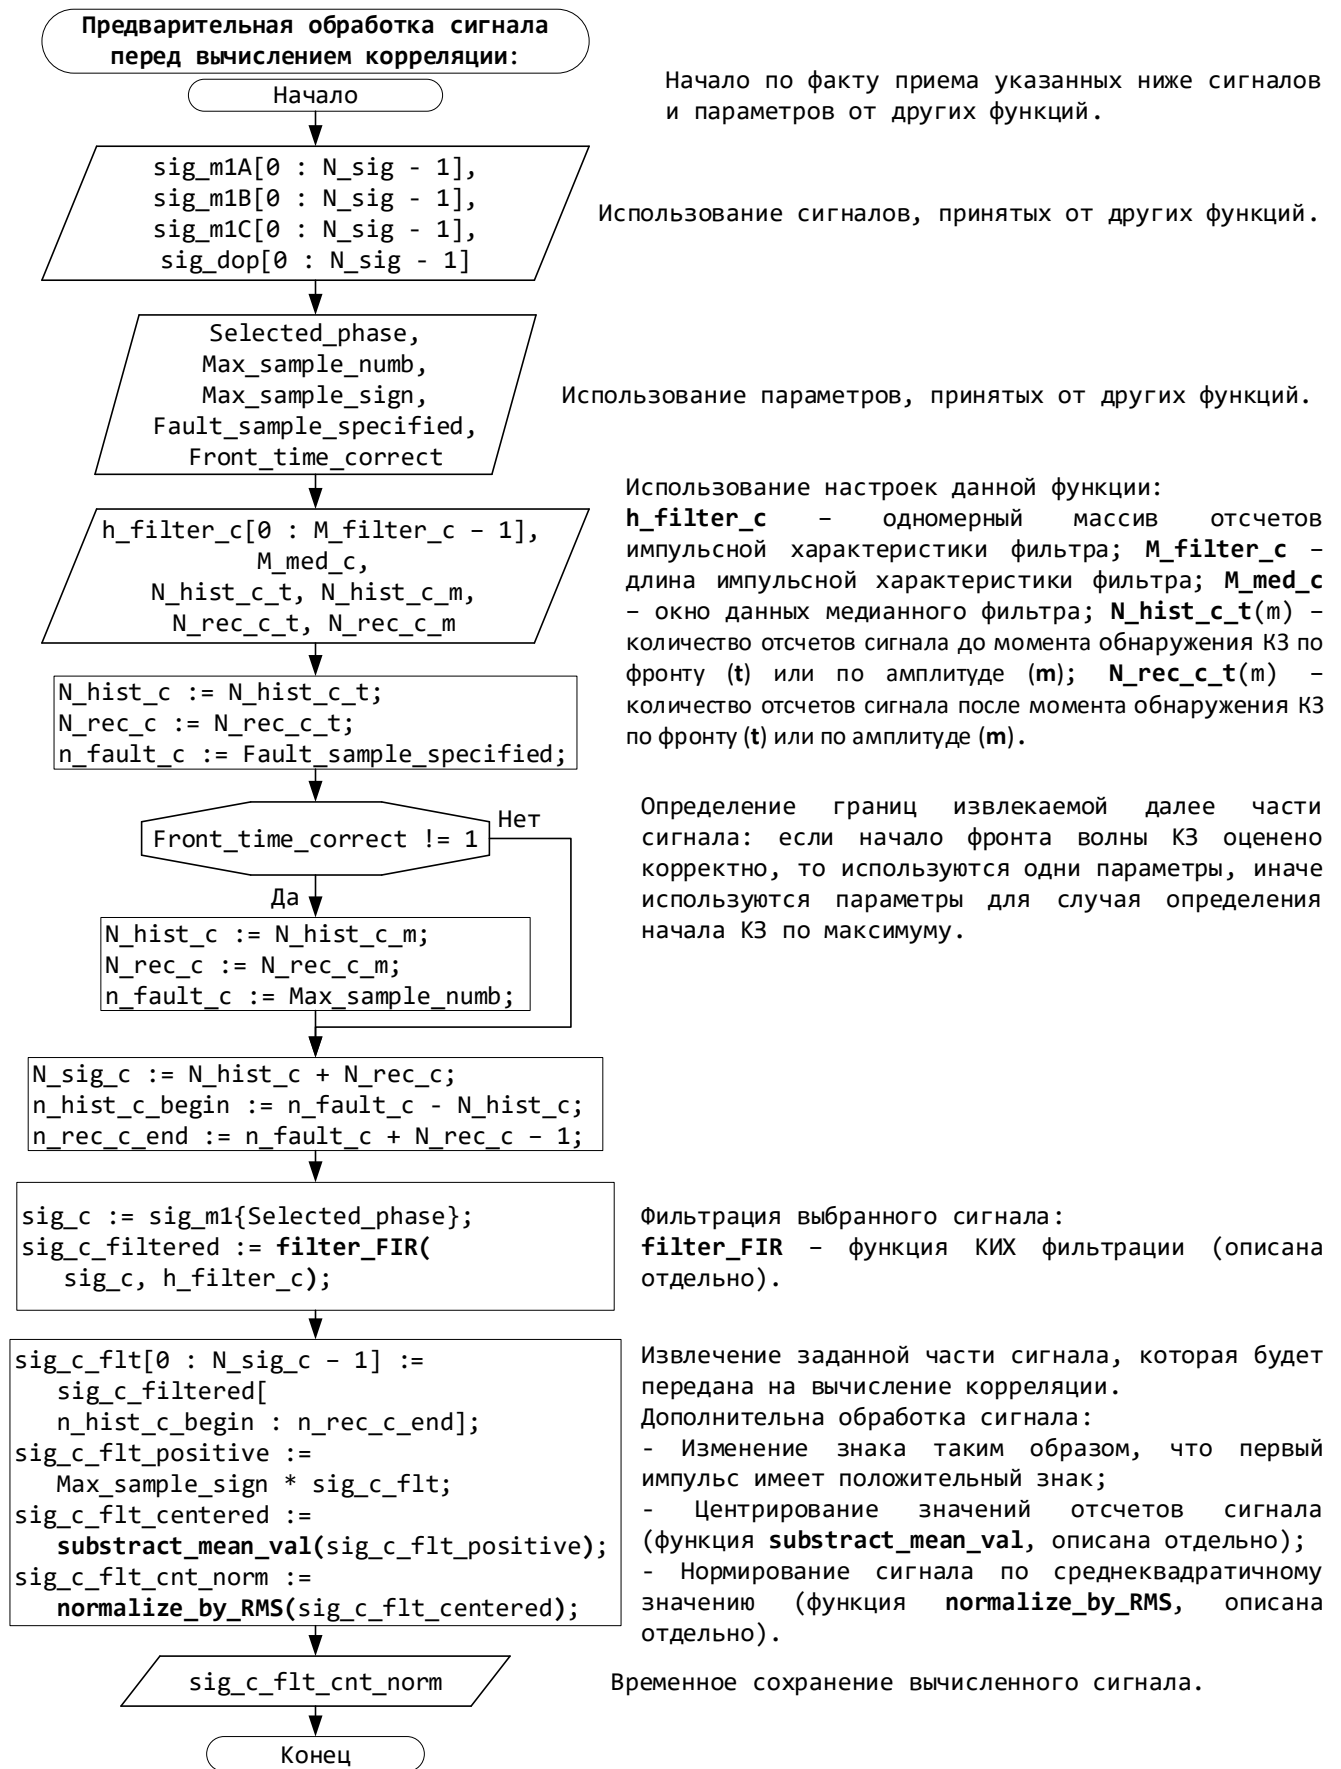 Предварительная обработка сигнала
перед вычислением корреляции:
Начало
Начало по факту приема указанных ниже сигналов
и параметров от других функций.
sig_m1A[0 : N_sig - 1],
sig_m1B[0 : N_sig - 1],
sig_m1C[0 : N_sig - 1],
sig_dop[0 : N_sig - 1]
Использование сигналов, принятых от других функций.
Selected_phase,
Max_sample_numb,
Max_sample_sign,
Fault_sample_specified,
Front_time_correct
Использование параметров, принятых от других функций.
h_filter_c[0 : M_filter_c – 1],
M_med_c,
N_hist_c_t, N_hist_c_m,
N_rec_c_t, N_rec_c_m
Использование настроек данной функции:
h_filter_c – одномерный массив отсчетов
импульсной характеристики фильтра; M_filter_c –
длина импульсной характеристики фильтра; M_med_c
– окно данных медианного фильтра; N_hist_c_t(m) –
количество отсчетов сигнала до момента обнаружения КЗ по
фронту (t) или по амплитуде (m); N_rec_c_t(m) –
количество отсчетов сигнала после момента обнаружения КЗ
по фронту (t) или по амплитуде (m).
N_hist_c := N_hist_c_t;
N_rec_c := N_rec_c_t;
n_fault_c := Fault_sample_specified;
Front_time_correct != 1
Нет
Да
Определение границ извлекаемой далее части
сигнала: если начало фронта волны КЗ оценено
корректно, то используются одни параметры, иначе
используются параметры для случая определения
начала КЗ по максимуму.
N_hist_c := N_hist_c_m;
N_rec_c := N_rec_c_m;
n_fault_c := Max_sample_numb;
N_sig_c := N_hist_c + N_rec_c;
n_hist_c_begin := n_fault_c - N_hist_c;
n_rec_c_end := n_fault_c + N_rec_c – 1;
sig_c := sig_m1{Selected_phase};
sig_c_filtered := filter_FIR(
sig_c, h_filter_c);
Фильтрация выбранного сигнала:
filter_FIR – функция КИХ фильтрации (описана
отдельно).
sig_c_flt[0 : N_sig_c – 1] :=
sig_c_filtered[
n_hist_c_begin : n_rec_c_end];
sig_c_flt_positive :=
Max_sample_sign * sig_c_flt;
sig_c_flt_centered :=
substract_mean_val(sig_c_flt_positive);
sig_c_flt_cnt_norm :=
normalize_by_RMS(sig_c_flt_centered);
Извлечение заданной части сигнала, которая будет
передана на вычисление корреляции.
Дополнительна обработка сигнала:
- Изменение знака таким образом, что первый
импульс имеет положительный знак;
- Центрирование значений отсчетов сигнала
(функция substract_mean_val, описана отдельно);
- Нормирование сигнала по среднеквадратичному
значению (функция normalize_by_RMS, описана
отдельно).
sig_c_flt_cnt_norm
Временное сохранение вычисленного сигнала.
Конец